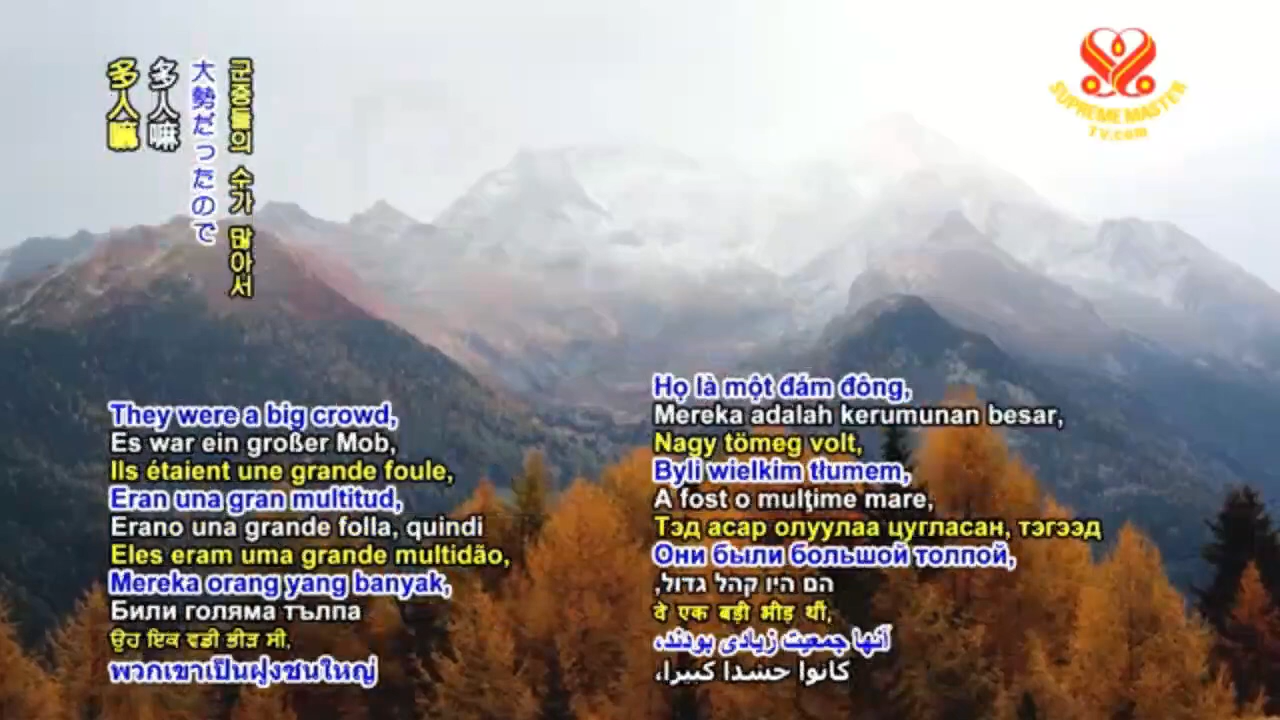 多人嘛
多人嘛
大勢だったので
군중들의 수가 많아서
SUPREME MASTER
TV.com
They were a big crowd,
Es war ein großer Mob,
Ils étaient une grande foule,
Eran una gran multitud,
Erano una grande folla, quindi
Eles eram uma grande multidão,
Mereka orang yang banyak,
Били голяма тълпа
ਉਹ ਇਕ ਵਡੀ ਭੀੜ ਸੀ,
พวกเขาเป็นฝูงชนใหญ่
Họ là một đám đông,
Mereka adalah kerumunan besar,
Nagy tömeg volt,
Byli wielkim tłumem,
A fost o mulţime mare,
Тэд асар олуулаа цугласан, тэгээд
Они были большой толпой,
הם היו קהל גדול,
वे एक बड़ी भीड़ थीं,
آنها جمعیت زیادی بودند،
كانوا حشدا كبيرا،